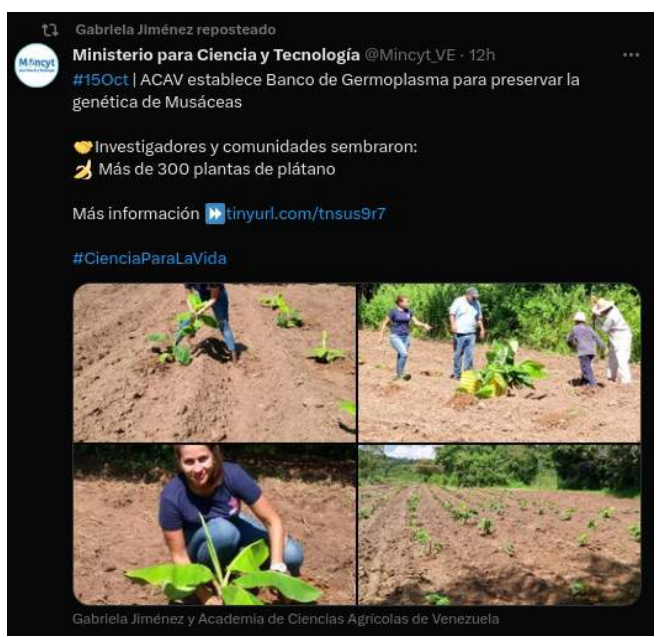 Gabriela Jiménez reposteado
Mincyt
Ministerio para Ciencia y Tecnología @Mincyt_VE · 12h
#15Oct | ACAV establece Banco de Germoplasma para preservar la
genética de Musáceas
🤝Investigadores y comunidades sembraron:
🍌 Más de 300 plantas de plátano
Más información ⏩tinyurl.com/tnsus9r7
#CienciaParaLaVida
Gabriela Jiménez y Academia de Ciencias Agrícolas de Venezuela